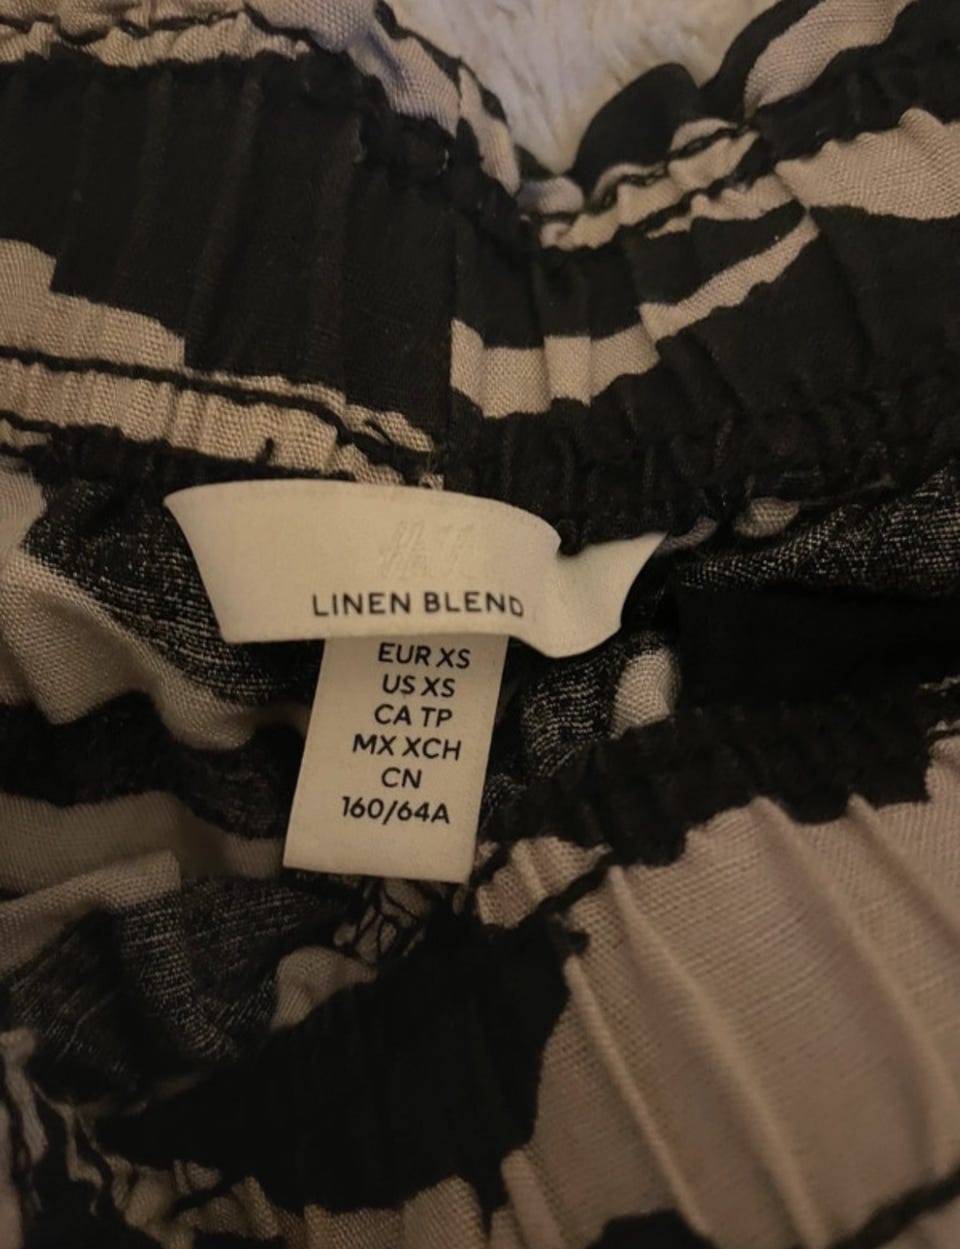 H&M
LINEN BLEND
EUR XS
US XS
CA TP
MX XCH
CN
160/64A